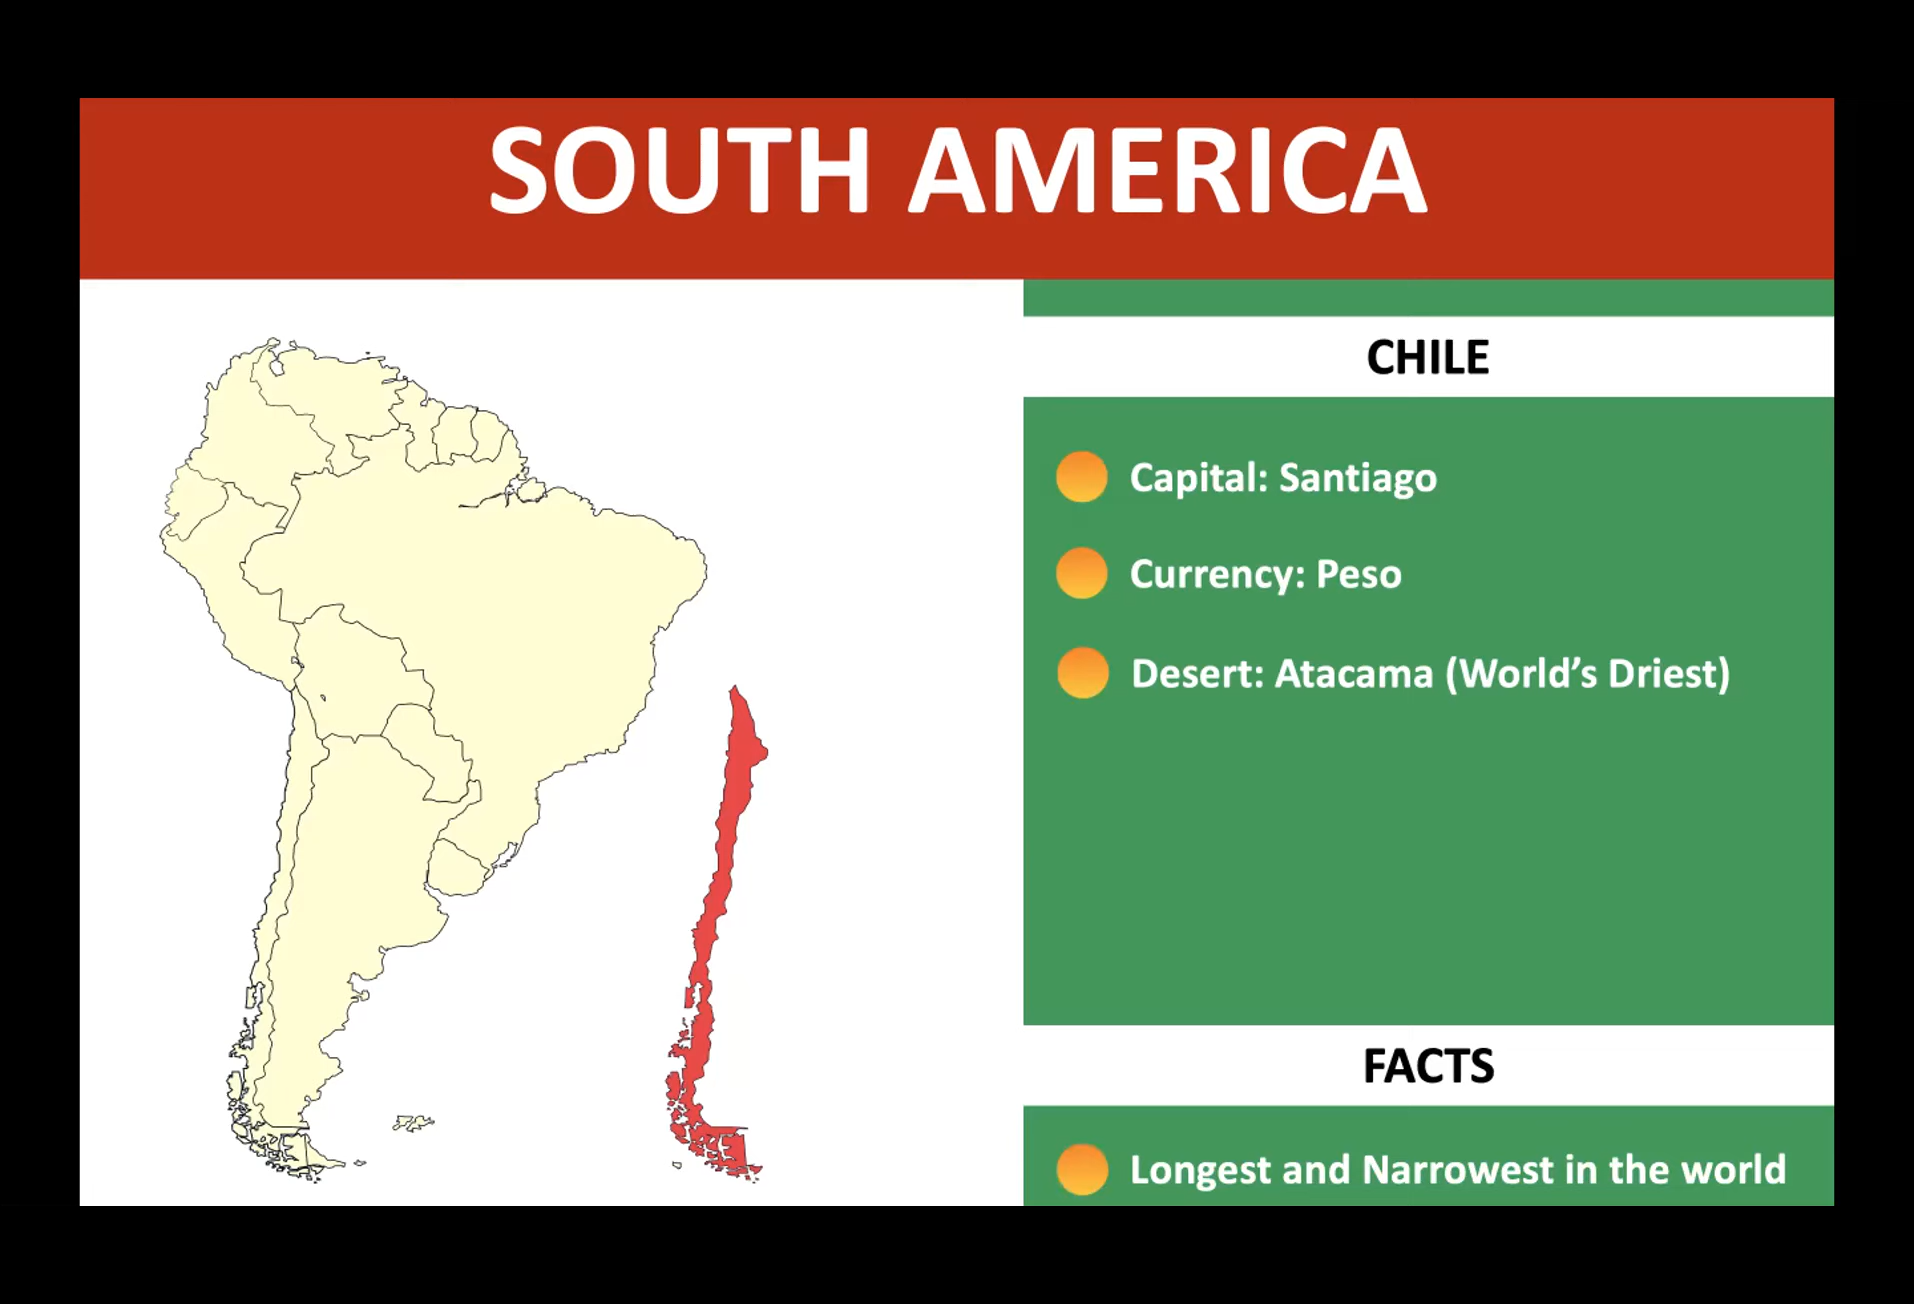 SOUTH AMERICA
CHILE
Capital: Santiago
Currency: Peso
Desert: Atacama (World’s Driest)
FACTS
Longest and Narrowest in the world